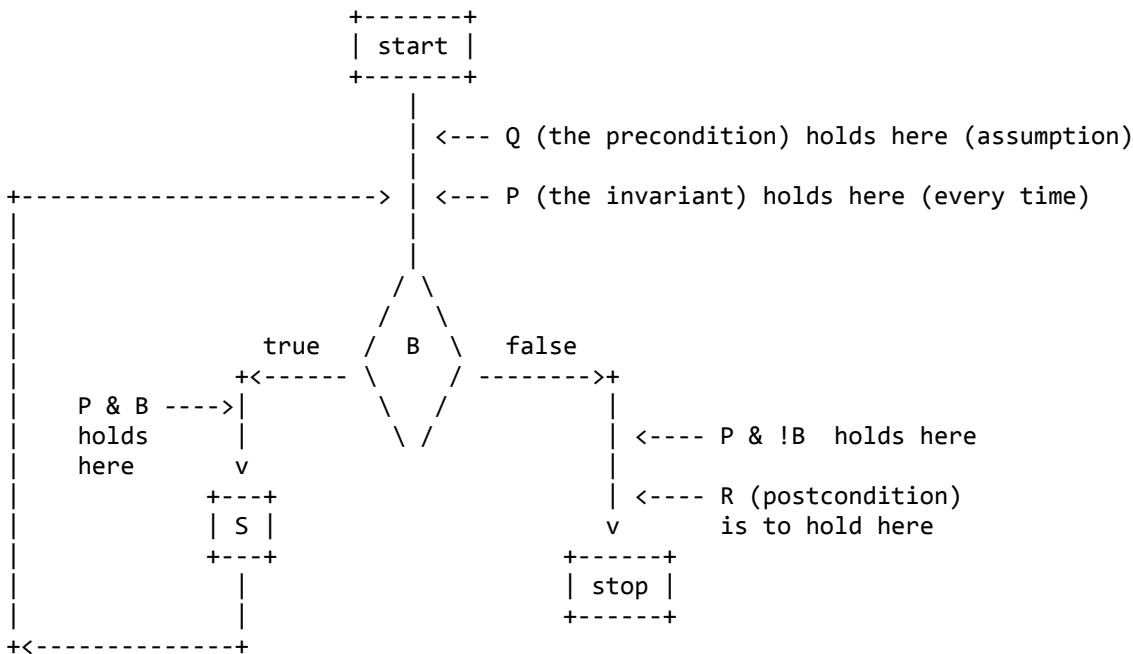 start
<--- Q (the precondition) holds here (assumption)
<--- P (the invariant) holds here (every time)
true B false
P & B ---->
holds
here
<---- P & !B holds here
<---- R (postcondition)
is to hold here
S
stop